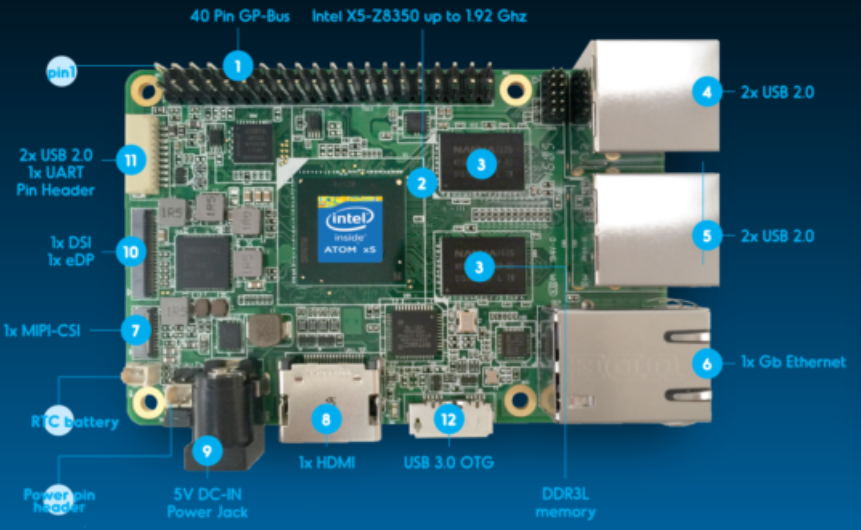 40 Pin GP-Bus
Intel X5-Z8350 up to 1.92 Ghz
pin1
1
4
2x USB 2.0
2x USB 2.0
1x UART
Pin Header
11
3
2
intel
inside
ATOM x5
1R5
1R5
1R5
1x DSI
1x eDP
10
3
5
2x USB 2.0
1x MIPI-CSI
7
6
1x Gb Ethernet
RTC battery
9
8
12
1x HDMI
USB 3.0 OTG
Power pin
header
5V DC-IN
Power Jack
DDR3L
memory